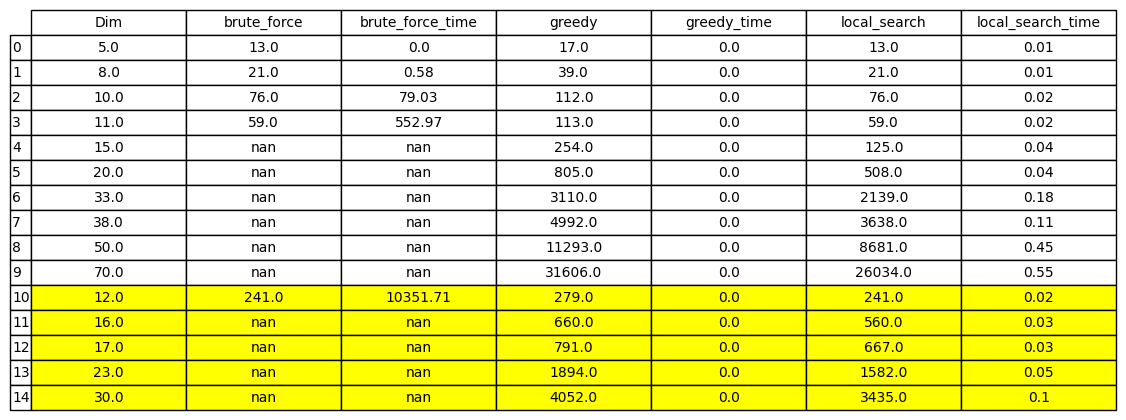 Dim brute_force brute_force_time greedy greedy_time local_search local_search_time
0 5.0 13.0 0.0 17.0 0.0 13.0 0.01
1 8.0 21.0 0.58 39.0 0.0 21.0 0.01
2 10.0 76.0 79.03 112.0 0.0 76.0 0.02
3 11.0 59.0 552.97 113.0 0.0 59.0 0.02
4 15.0 nan nan 254.0 0.0 125.0 0.04
5 20.0 nan nan 805.0 0.0 508.0 0.04
6 33.0 nan nan 3110.0 0.0 2139.0 0.18
7 38.0 nan nan 4992.0 0.0 3638.0 0.11
8 50.0 nan nan 11293.0 0.0 8681.0 0.45
9 70.0 nan nan 31606.0 0.0 26034.0 0.55
10 12.0 241.0 10351.71 279.0 0.0 241.0 0.02
11 16.0 nan nan 660.0 0.0 560.0 0.03
12 17.0 nan nan 791.0 0.0 667.0 0.03
13 23.0 nan nan 1894.0 0.0 1582.0 0.05
14 30.0 nan nan 4052.0 0.0 3435.0 0.1